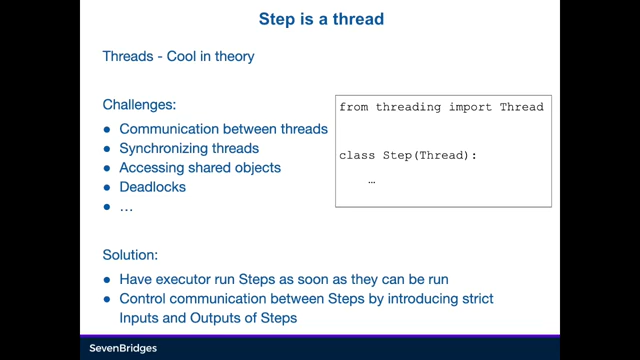 Step is a thread
Threads - Cool in theory
Challenges:
● Communication between threads
● Synchronizing threads
● Accessing shared objects
● Deadlocks
● …
from threading import Thread
class Step(Thread):
…
Solution:
● Have executor run Steps as soon as they can be run
● Control communication between Steps by introducing strict
Inputs and Outputs of Steps
SevenBridges